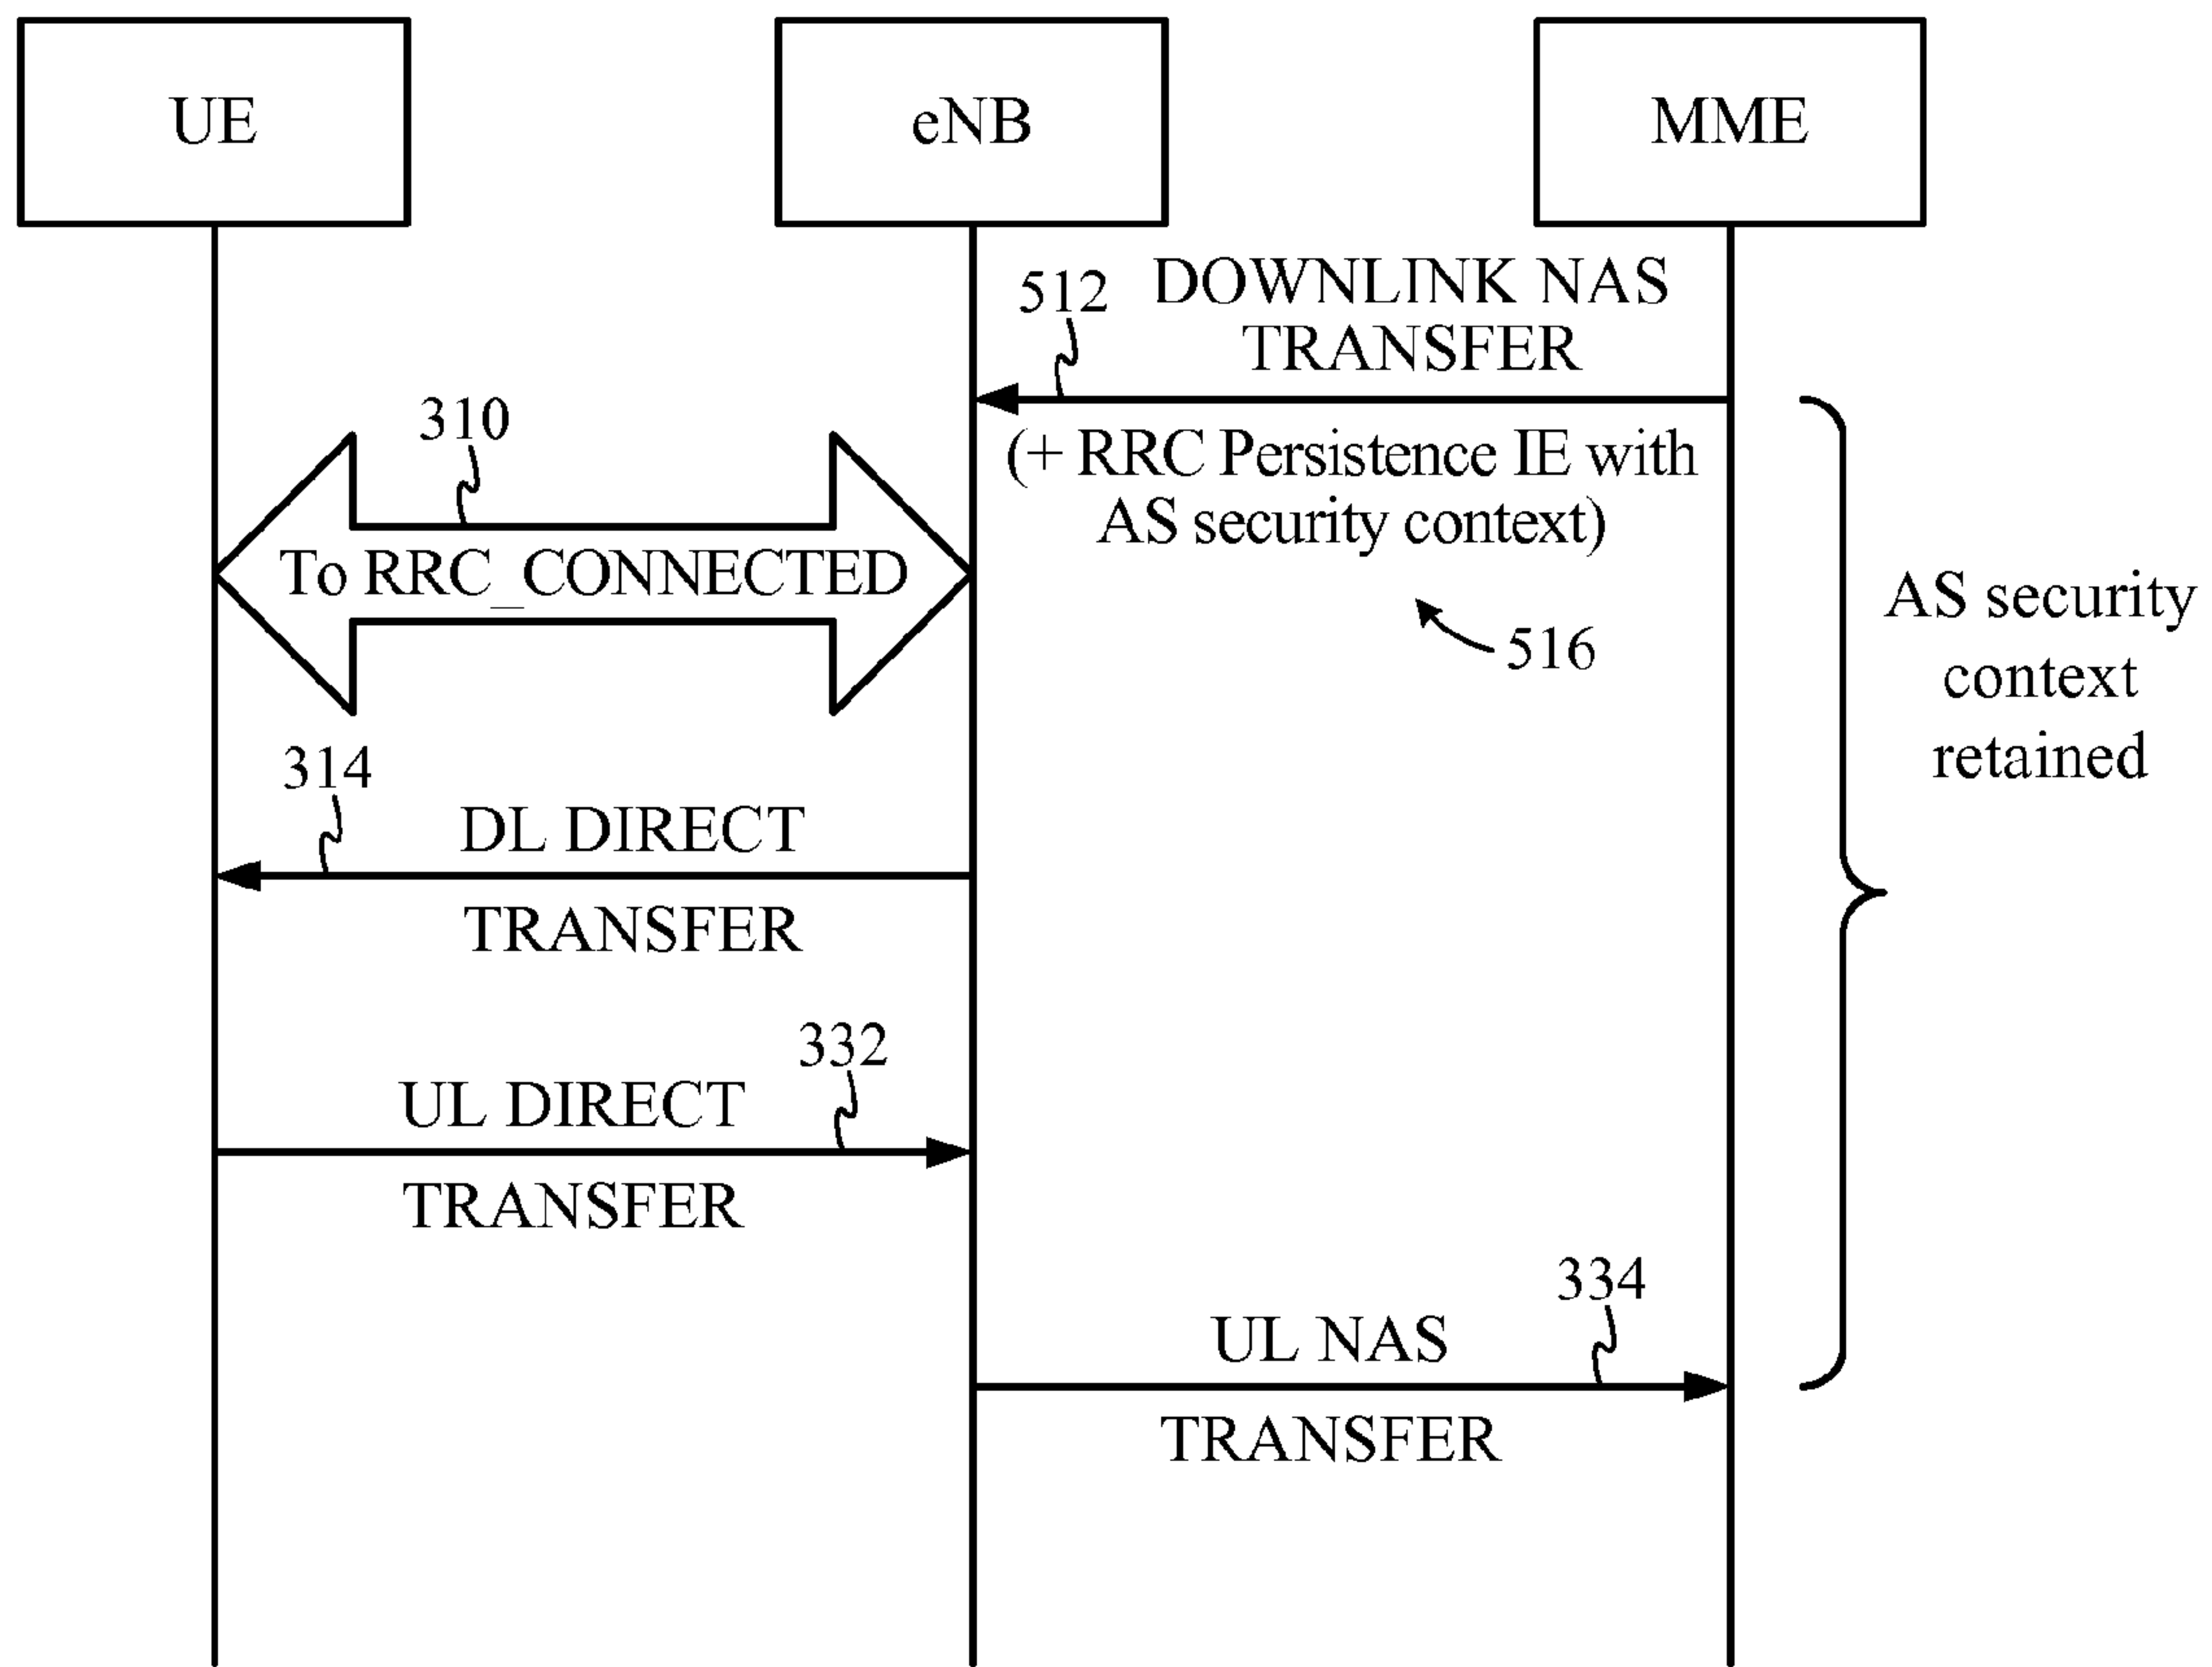 UE
eNB
MME
512
DOWNLINK NAS
TRANSFER
(+ RRC Persistence IE with
AS security context)
516
310
To RRC_CONNECTED
AS security
context
retained
314
DL DIRECT
TRANSFER
332
UL DIRECT
TRANSFER
334
UL NAS
TRANSFER